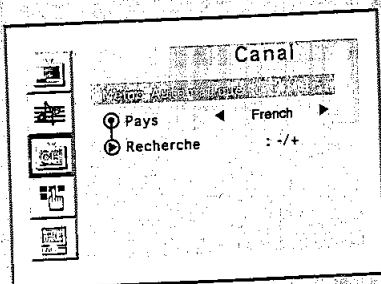 Canal
Pays ◄ French ►
Recherche : -/+